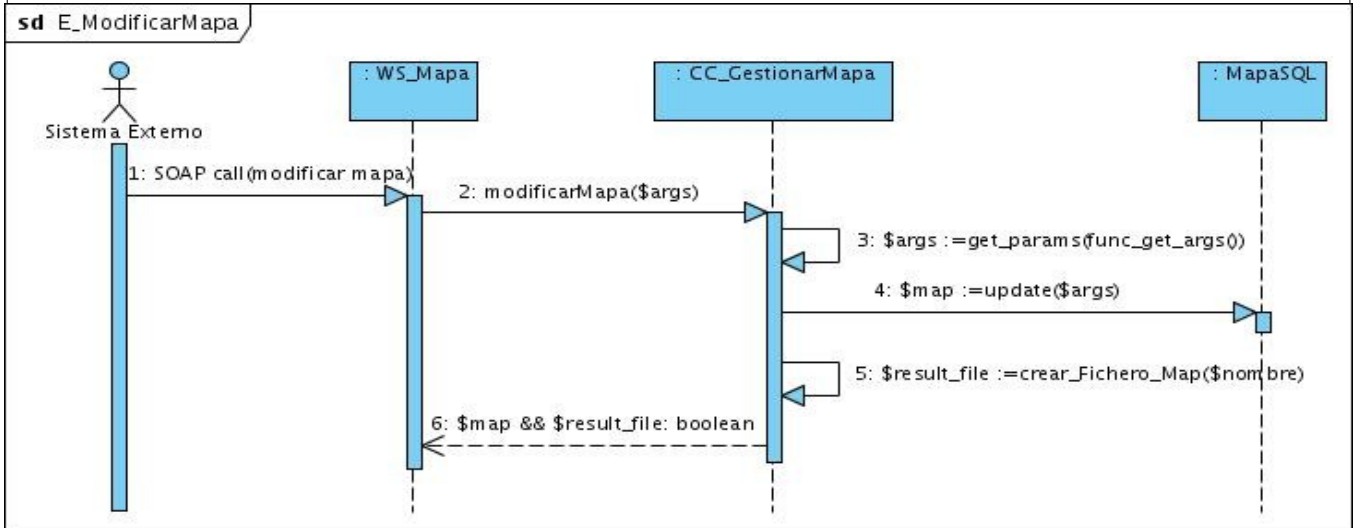 sd E_ModificarMapa
: WS_Mapa
: CC_GestionarMapa
: MapaSQL
Sistema Externo
1: SOAP call(modificar mapa)
2: modificarMapa($args)
3: $args :=get_params(func_get_args())
4: $map :=update($args)
5: $result_file :=crear_Fichero_Map($nombre)
6: $map && $result_file: boolean